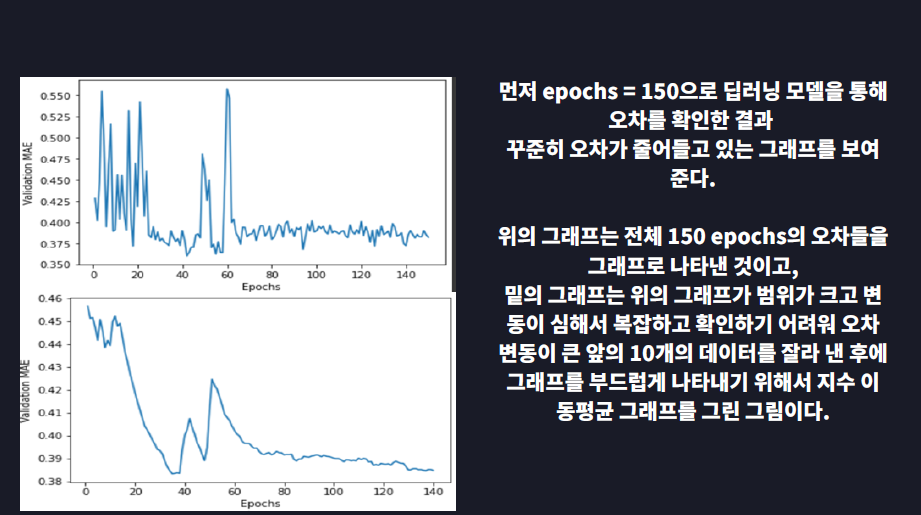 0.550
0.525
0.500
0.475
0.450
0.425
0.400
0.375
0.350
Validation MAE
0 20 40 60 80 100 120 140
Epochs
0.46
0.45
0.44
0.43
0.42
0.41
0.40
0.39
0.38
Validation MAE
0 20 40 60 80 100 120 140
Epochs
먼저 epochs = 150으로 딥러닝 모델을 통해
오차를 확인한 결과
꾸준히 오차가 줄어들고 있는 그래프를 보여
준다.
위의 그래프는 전체 150 epochs의 오차들을
그래프로 나타낸 것이고,
밑의 그래프는 위의 그래프가 범위가 크고 변
동이 심해서 복잡하고 확인하기 어려워 오차
변동이 큰 앞의 10개의 데이터를 잘라 낸 후에
그래프를 부드럽게 나타내기 위해서 지수 이
동평균 그래프를 그린 그림이다.